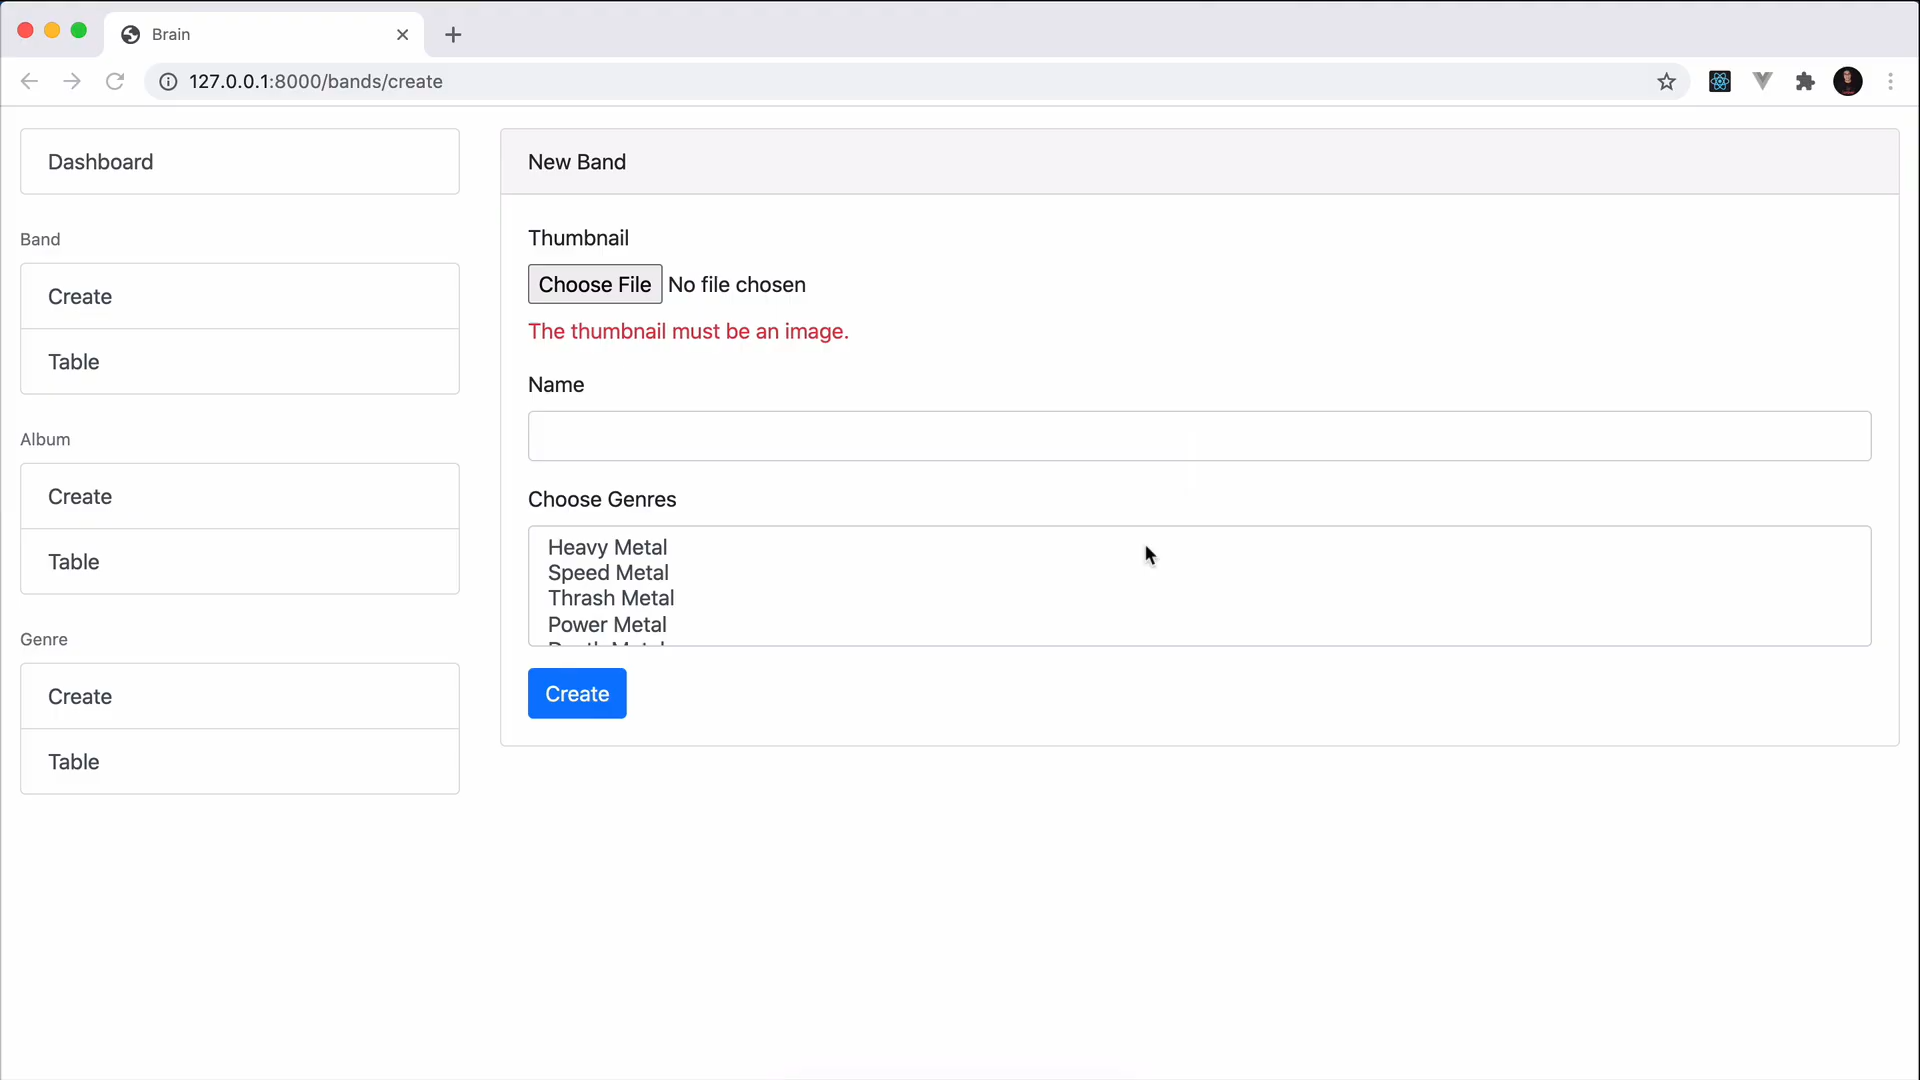 Brain
127.0.0.1:8000/bands/create
Dashboard
Band
Create
Table
Album
Create
Table
Genre
Create
Table
New Band
Thumbnail
Choose File No file chosen
The thumbnail must be an image.
Name
Choose Genres
Heavy Metal
Speed Metal
Thrash Metal
Power Metal
Create